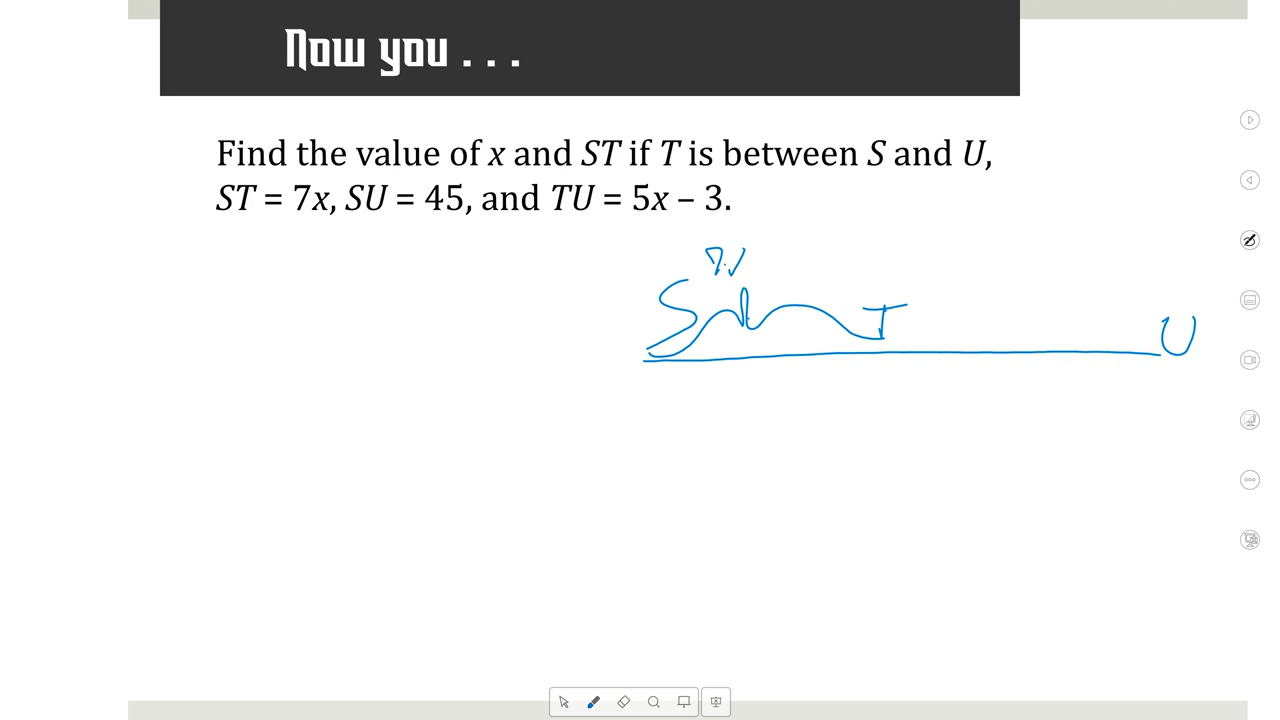 Now you . . .
Find the value of x and ST if T is between S and U,
ST = 7x, SU = 45, and TU = 5x – 3.
S T U